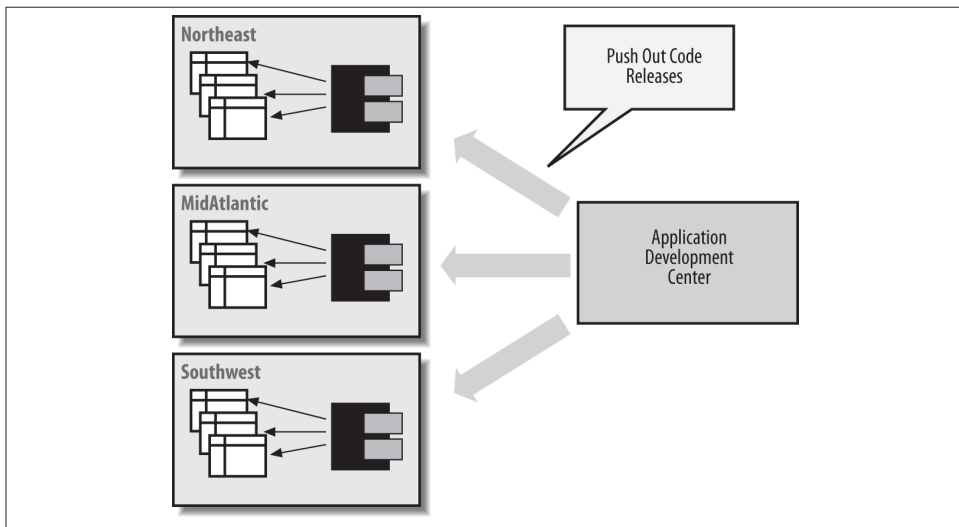 Northeast
Push Out Code
Releases
MidAtlantic
Application
Development
Center
Southwest